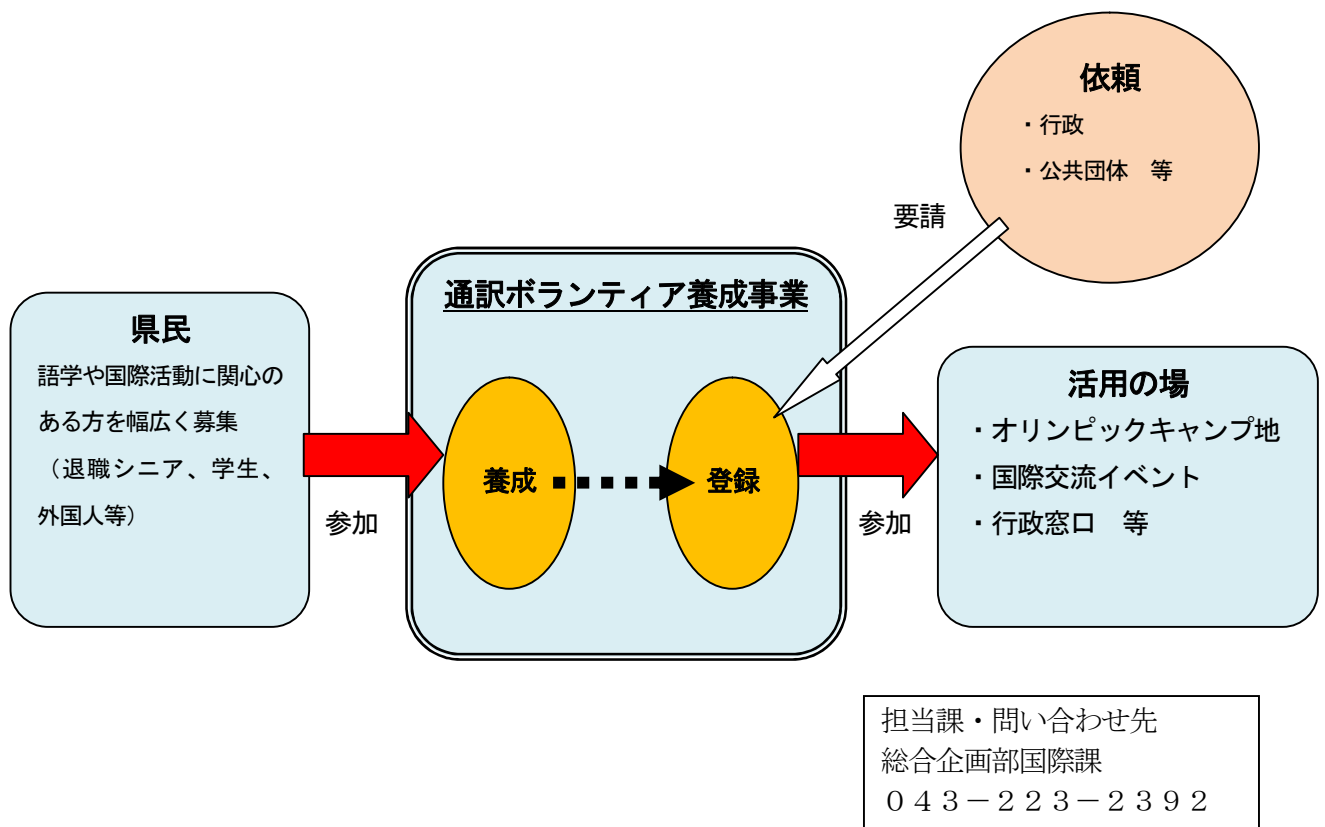 依頼
・行政
・公共団体　等
要請
通訳ボランティア養成事業
県民
語学や国際活動に関心の
ある方を幅広く募集
（退職シニア、学生、
外国人等）
参加
養成
登録
参加
活用の場
・オリンピックキャンプ地
・国際交流イベント
・行政窓口　等
担当課・問い合わせ先
総合企画部国際課
０４３－２２３－２３９２